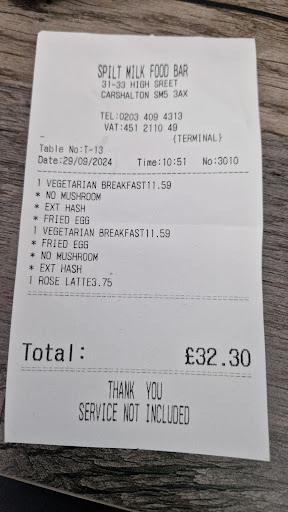 SPILT MILK FOOD BAR
31-33 HIGH SREET
CARSHALTON SM5 3AX
TEL:0203 409 4313
VAT:451 2110 49
(TERMINAL)
Table No:T-13
Date:29/09/2024 Time:10:51 No:3010
1 VEGETARIAN BREAKFAST11.59
* NO MUSHROOM
* EXT HASH
* FRIED EGG
1 VEGETARIAN BREAKFAST11.59
* FRIED EGG
* NO MUSHROOM
* EXT HASH
1 ROSE LATTE3.75
Total: £32.30
THANK YOU
SERVICE NOT INCLUDED